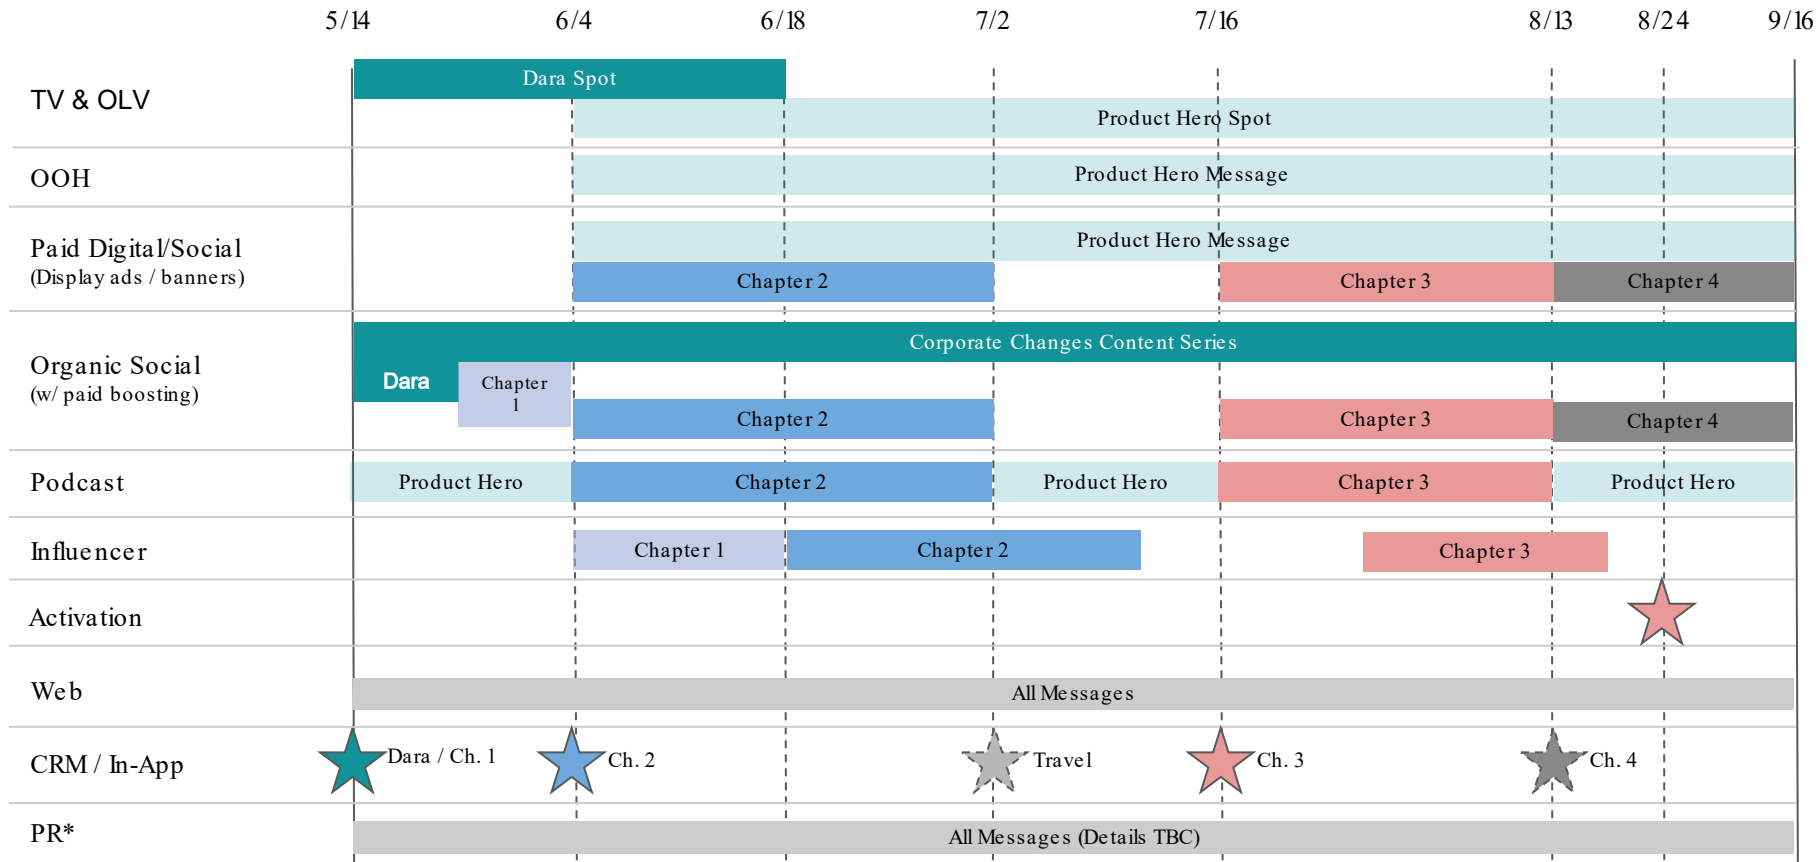 5/14 6/4 6/18 7/2 7/16 8/13 8/24 9/16
TV & OLV
Dara Spot
Product Hero Spot
OOH
Product Hero Message
Paid Digital/Social
(Display ads / banners)
Product Hero Message
Chapter 2
Chapter 3
Chapter 4
Organic Social
(w/ paid boosting)
Corporate Changes Content Series
Dara
Chapter
1
Chapter 2
Chapter 3
Chapter 4
Podcast
Product Hero
Chapter 2
Product Hero
Chapter 3
Product Hero
Influencer
Chapter 1
Chapter 2
Chapter 3
Activation
Web
All Messages
CRM / In-App
Dara / Ch. 1
Ch. 2
Travel
Ch. 3
Ch. 4
PR*
All Messages (Details TBC)